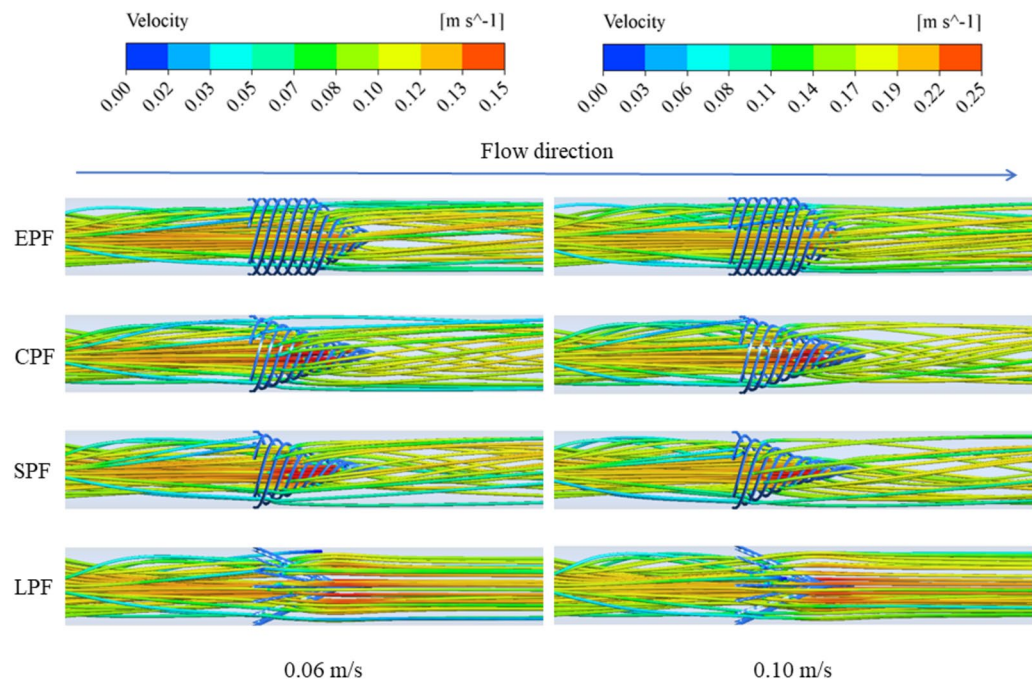 Velocity [m s^-1]
0.00 0.02 0.03 0.05 0.07 0.08 0.10 0.12 0.13 0.15
Velocity [m s^-1]
0.00 0.03 0.06 0.08 0.11 0.14 0.17 0.19 0.22 0.25
Flow direction
EPF
CPF
SPF
LPF
0.06 m/s
0.10 m/s